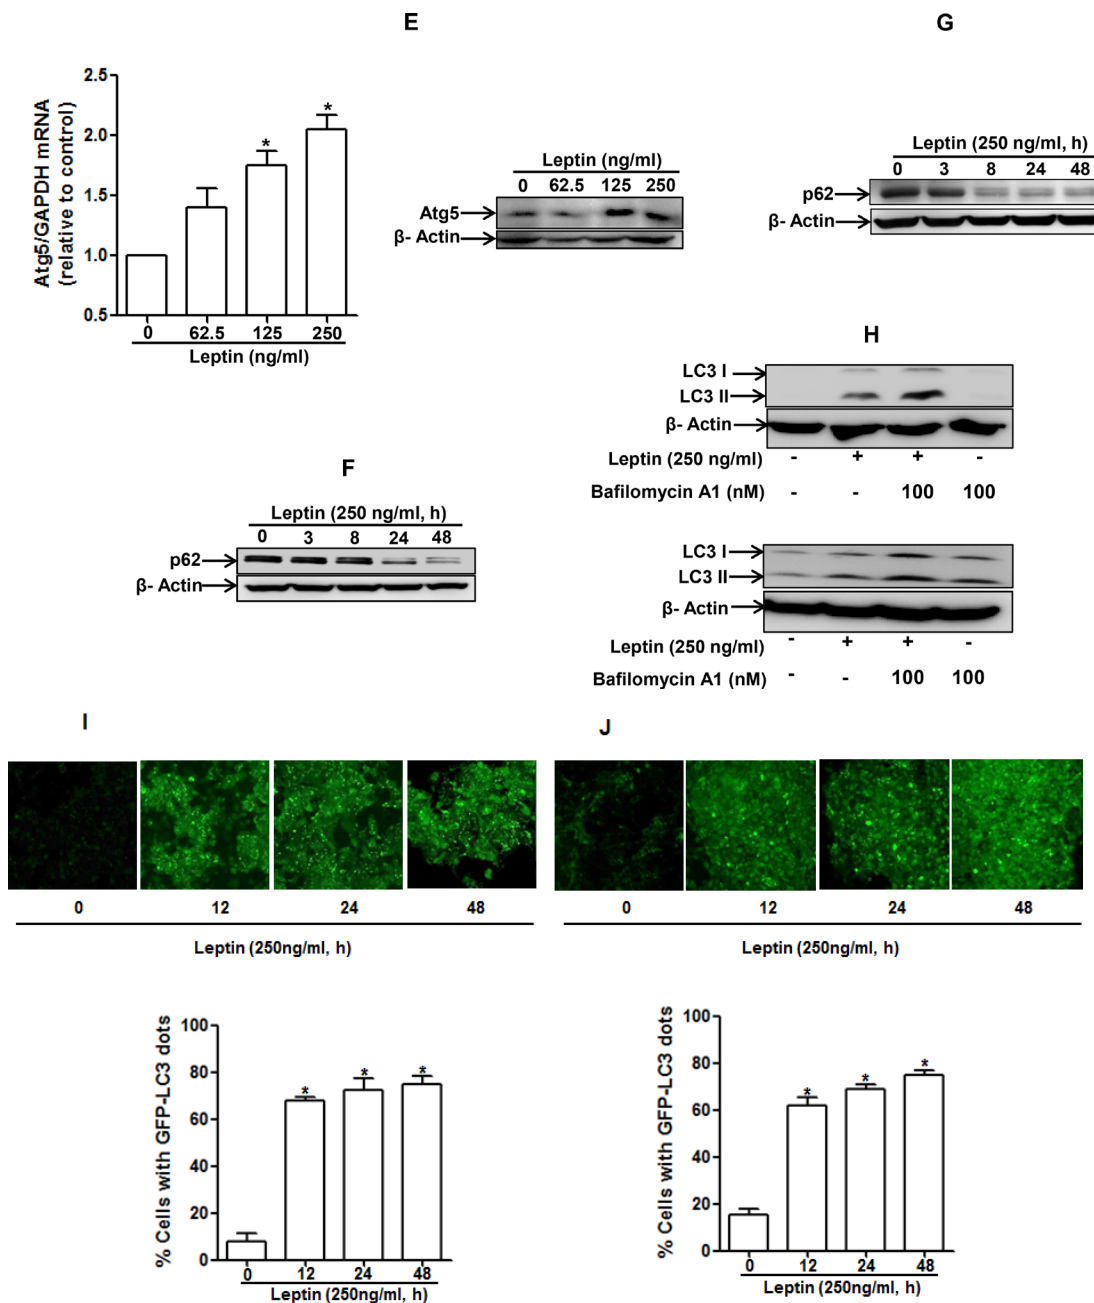 E
G
2.5
2.0
1.5
1.0
0.5
Atg5/GAPDH mRNA
(relative to control)
*
*
0 62.5 125 250
Leptin (ng/ml)
Leptin (ng/ml)
0 62.5 125 250
Atg5
β- Actin
Leptin (250 ng/ml, h)
0 3 8 24 48
p62
β- Actin
H
LC3 I
LC3 II
β- Actin
Leptin (250 ng/ml) - + + -
Bafilomycin A1 (nM) - - 100 100
F
Leptin (250 ng/ml, h)
0 3 8 24 48
p62
β- Actin
LC3 I
LC3 II
β- Actin
Leptin (250 ng/ml) - + + -
Bafilomycin A1 (nM) - - 100 100
I
0 12 24 48
Leptin (250ng/ml, h)
J
0 12 24 48
Leptin (250ng/ml, h)
% Cells with GFP-LC3 dots
100
80
60
40
20
0
* * *
0 12 24 48
Leptin (250ng/ml, h)
% Cells with GFP-LC3 dots
100
80
60
40
20
0
* * *
0 12 24 48
Leptin (250ng/ml, h)